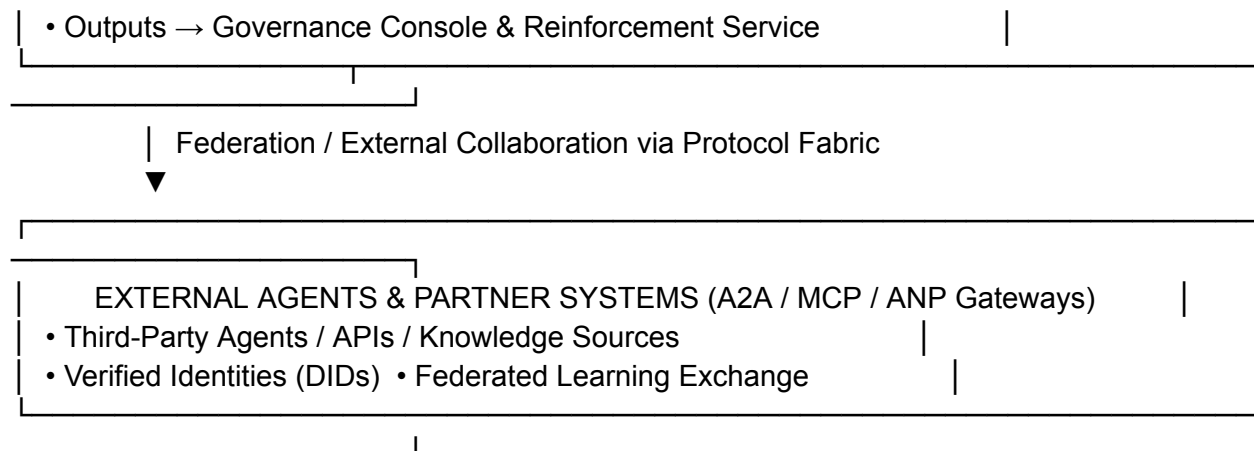 • Outputs → Governance Console & Reinforcement Service
Federation / External Collaboration via Protocol Fabric
▼
EXTERNAL AGENTS & PARTNER SYSTEMS (A2A / MCP / ANP Gateways)
• Third-Party Agents / APIs / Knowledge Sources
• Verified Identities (DIDs) • Federated Learning Exchange